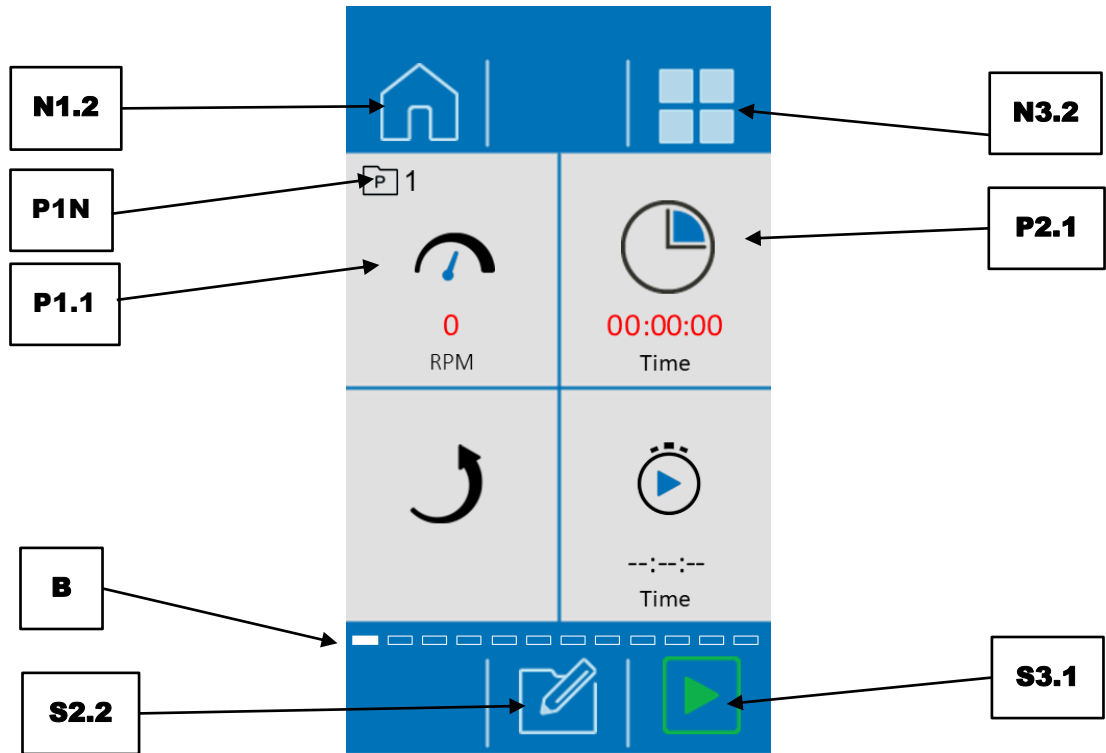 N1.2
N3.2
P1N
P 1
P2.1
P1.1
0
00:00:00
RPM
Time
--:--:--
Time
B
S2.2
S3.1